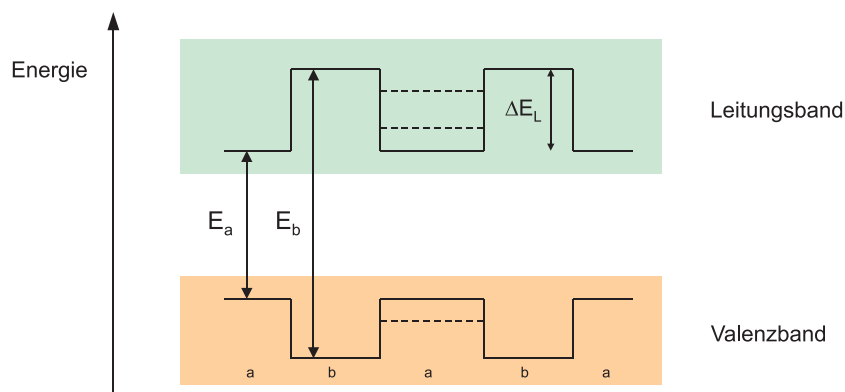 Energie
Leitungsband
ΔE_L
E_a
E_b
Valenzband
a b a b a